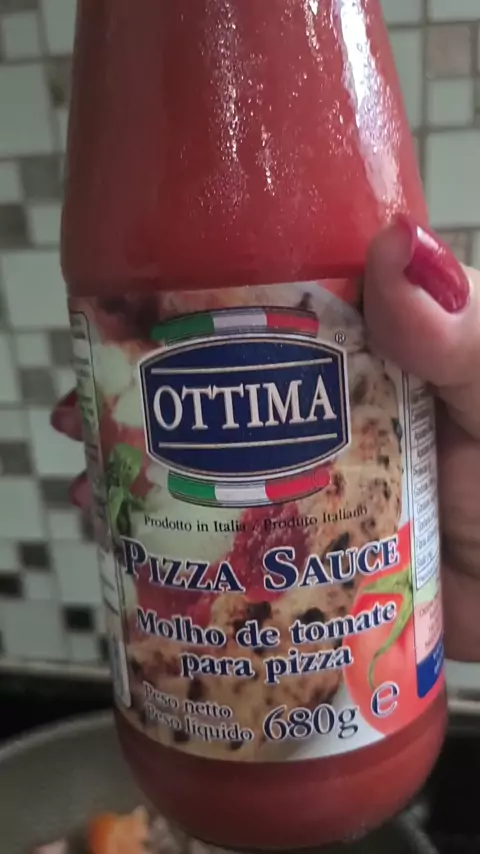 OTTIMA
®
Prodotto in Italia / Produto Italiano
PIZZA SAUCE
Molho de tomate
para pizza
Peso netto
Peso líquido 680g e